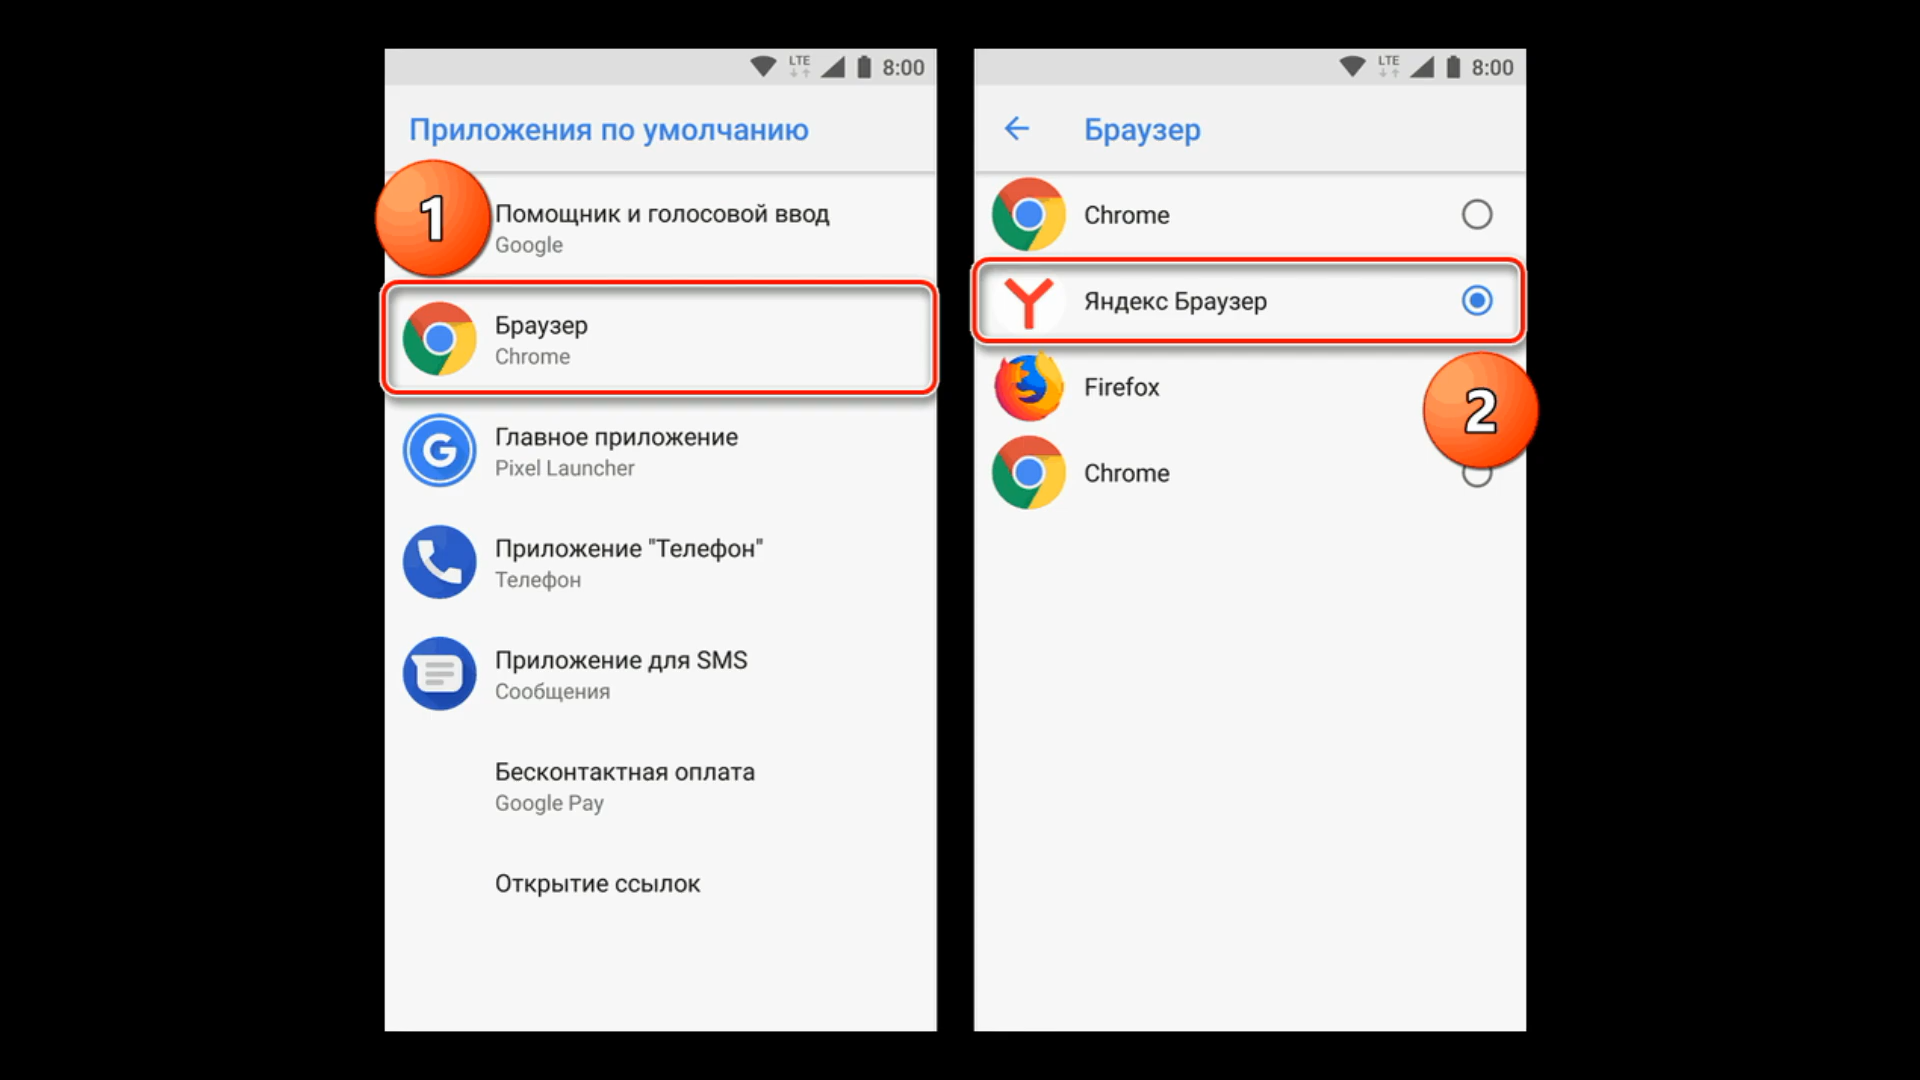 LTE 8:00
Приложения по умолчанию
1
Помощник и голосовой ввод
Google
Браузер
Chrome
G
Главное приложение
Pixel Launcher
Приложение "Телефон"
Телефон
Приложение для SMS
Сообщения
Бесконтактная оплата
Google Pay
Открытие ссылок
LTE 8:00
Браузер
Chrome
Яндекс Браузер
Firefox
2
Chrome